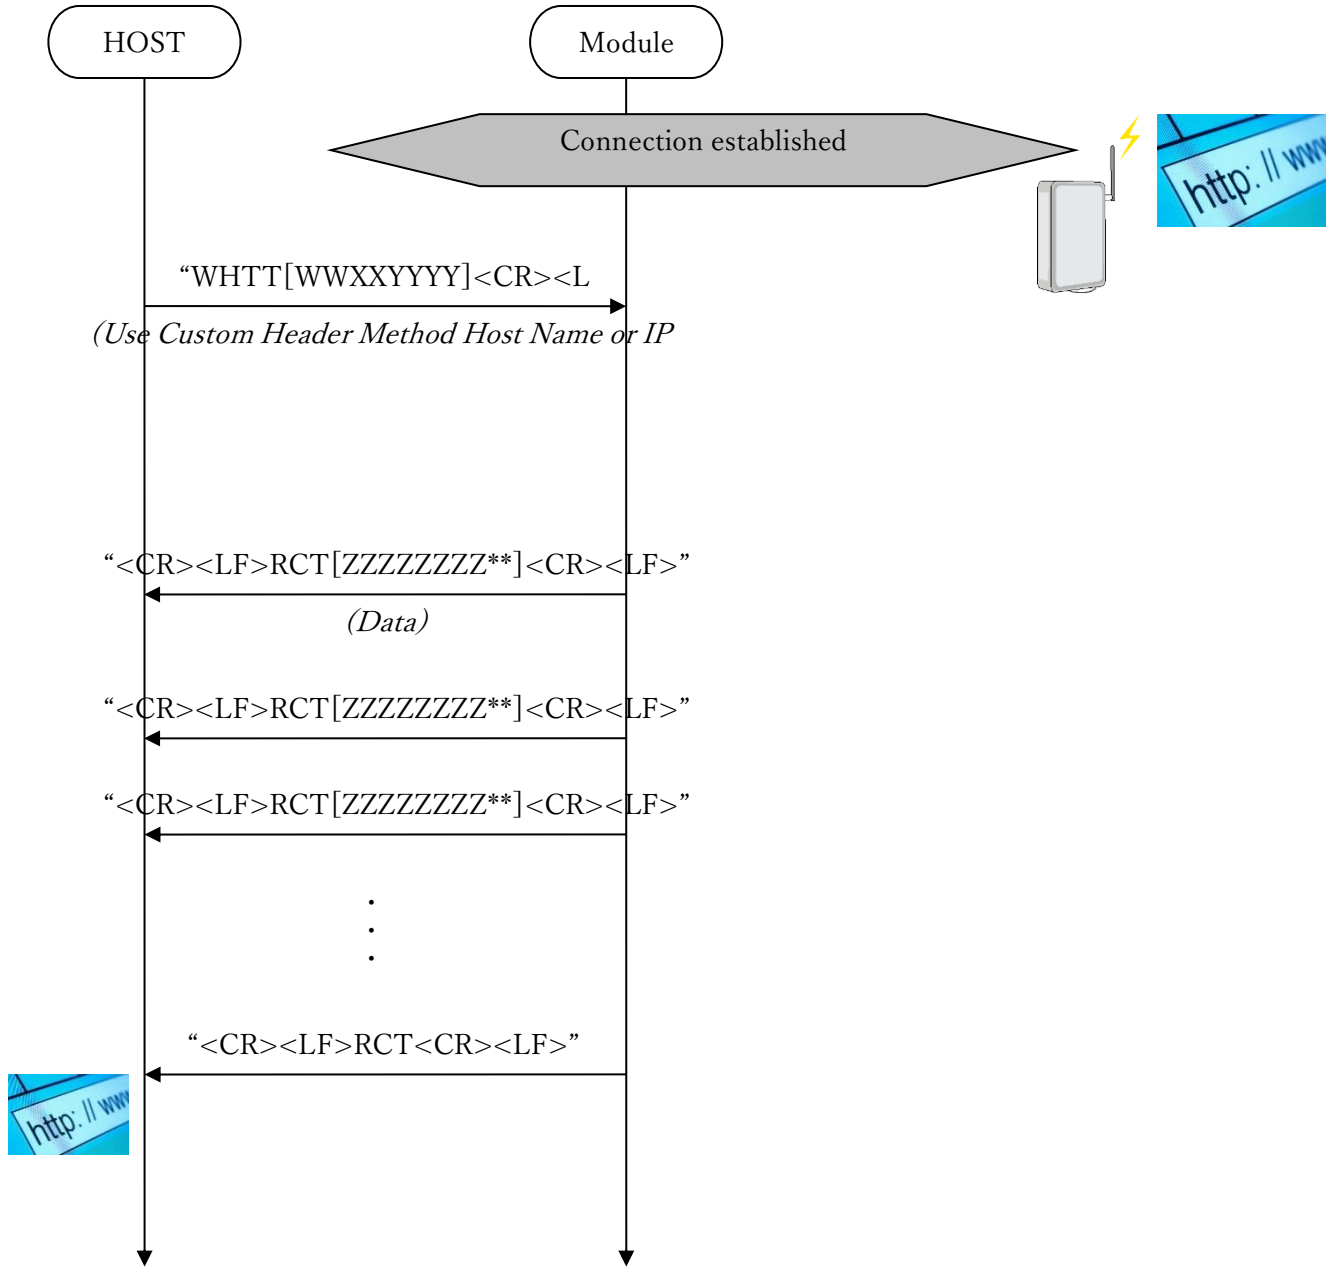 HOST
Module
Connection established
http: // www
“WHTT[WWXXYYYY]<CR><L
(Use Custom Header Method Host Name or IP
“<CR><LF>RCT[ZZZZZZZZ**]<CR><LF>”
(Data)
“<CR><LF>RCT[ZZZZZZZZ**]<CR><LF>”
“<CR><LF>RCT[ZZZZZZZZ**]<CR><LF>”
.
.
.
“<CR><LF>RCT<CR><LF>”
http: // www